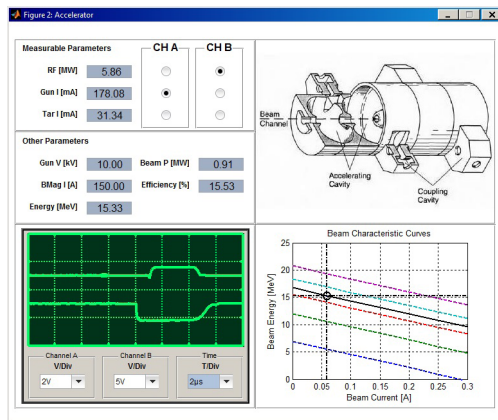 Figure 2: Accelerator
Measurable Parameters CH A CH B
RF [MW] 5.86
Gun I [mA] 178.08
Tar I [mA] 31.34
Other Parameters
Gun V [kV] 10.00 Beam P [MW] 0.91
BMag I [A] 150.00 Efficiency [%] 15.53
Energy [MeV] 15.33
Beam
Channel
Accelerating
Cavity
Coupling
Cavity
Channel A
V/Div
2V
Channel B
V/Div
5V
Time
T/Div
2µs
Beam Characteristic Curves
Beam Energy [MeV]
25
20
15
10
5
0
0 0.05 0.1 0.15 0.2 0.25 0.3
Beam Current [A]